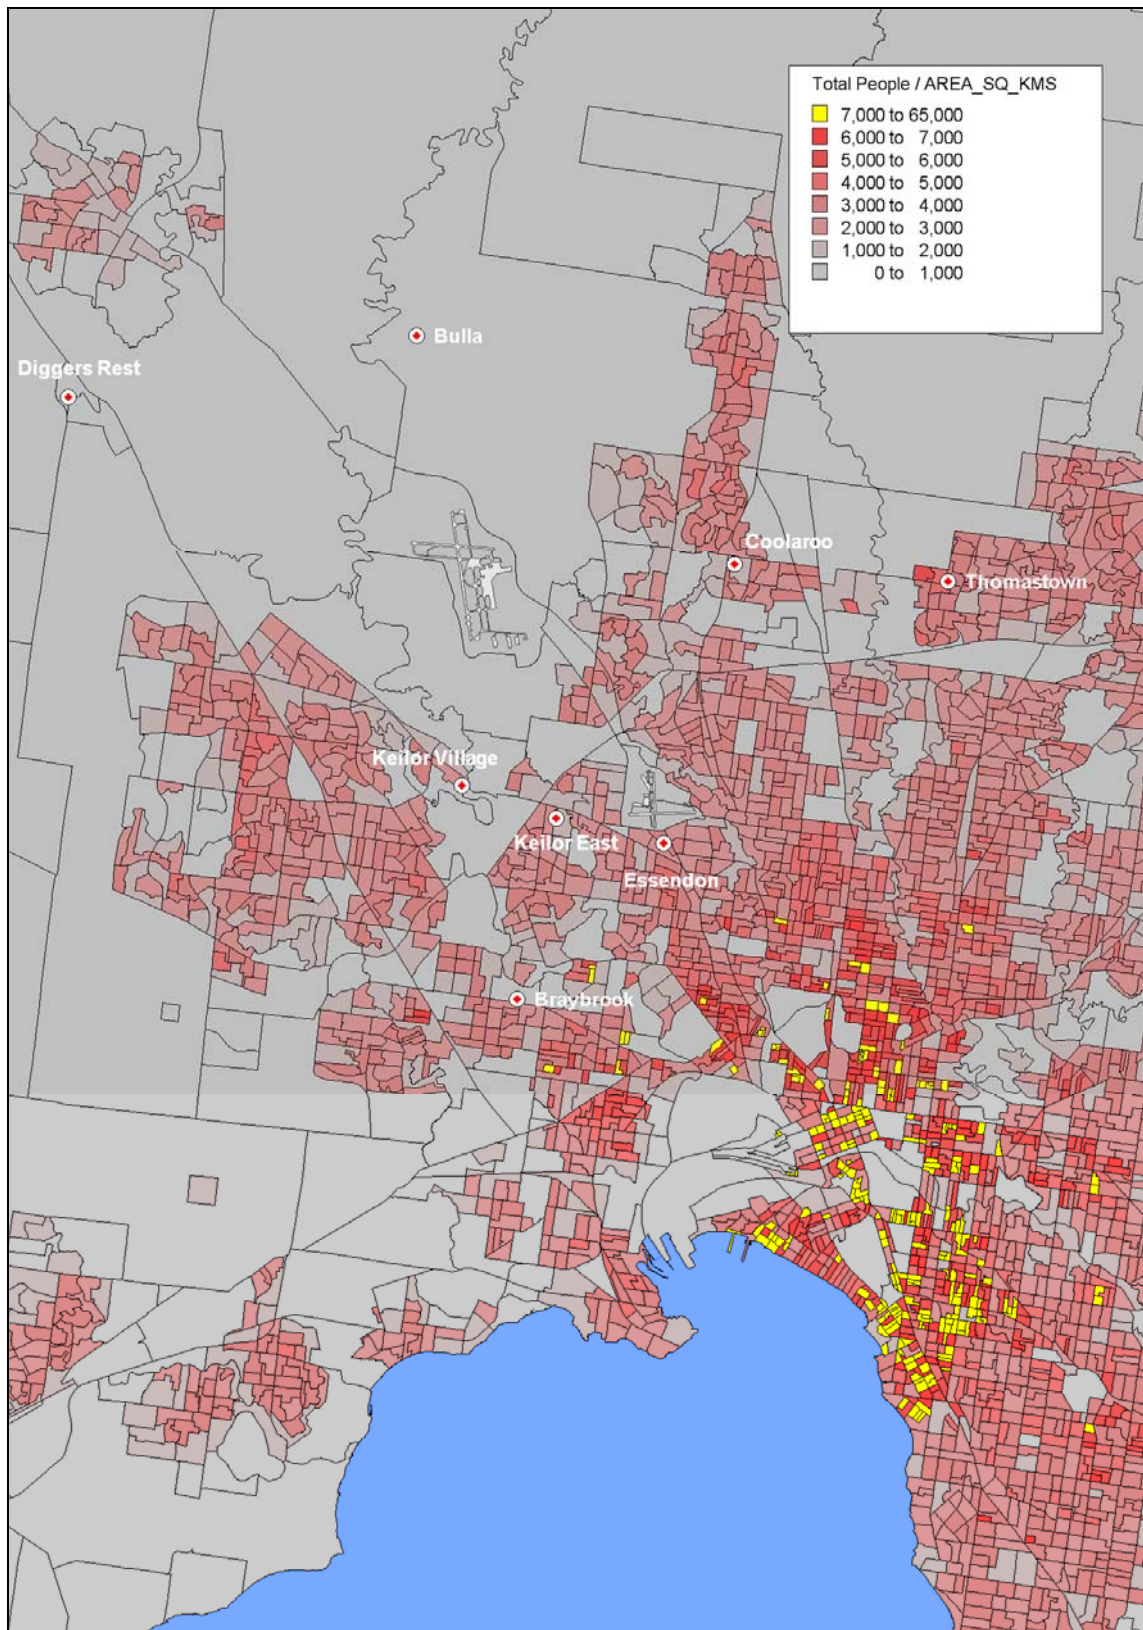 Total People / AREA_SQ_KMS
7,000 to 65,000
6,000 to 7,000
5,000 to 6,000
4,000 to 5,000
3,000 to 4,000
2,000 to 3,000
1,000 to 2,000
0 to 1,000
Bulla
Diggers Rest
Coolaroo
Thomastown
Keilor Village
Keilor East
Essendon
Braybrook